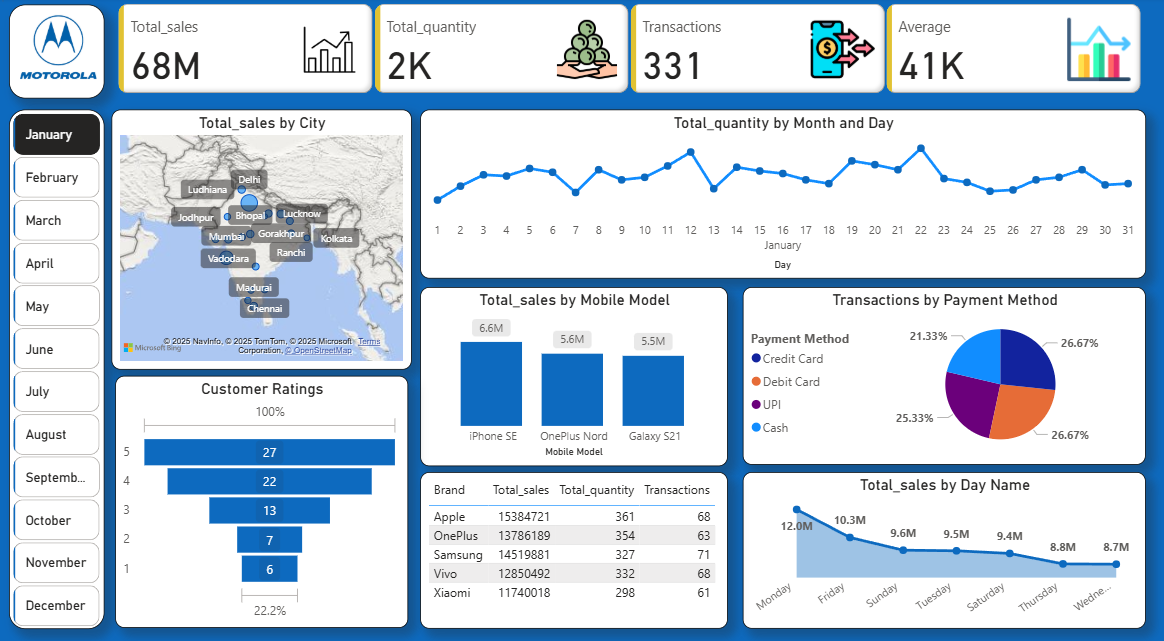 MOTOROLA
Total_sales
68M
Total_quantity
2K
Transactions
331
Average
41K
January
February
March
April
May
June
July
August
Septemb...
October
November
December
Total_sales by City
Delhi
Ludhiana
Jodhpur
Bhopal
Lucknow
Mumbai
Gorakhpur
Kolkata
Vadodara
Ranchi
Madurai
Chennai
© 2025 NavInfo, © 2025 TomTom, © 2025 Microsoft Terms
Microsoft Bing
Corporation, © OpenStreetMap
Total_quantity by Month and Day
1 2 3 4 5 6 7 8 9 10 11 12 13 14 15 16 17 18 19 20 21 22 23 24 25 26 27 28 29 30 31
January
Day
Customer Ratings
100%
5 27
4 22
3 13
2 7
1 6
22.2%
Total_sales by Mobile Model
6.6M 5.6M 5.5M
iPhone SE OnePlus Nord Galaxy S21
Mobile Model
Transactions by Payment Method
Payment Method
Credit Card
Debit Card
UPI
Cash
21.33%
26.67%
25.33%
26.67%
Brand Total_sales Total_quantity Transactions
Apple 15384721 361 68
OnePlus 13786189 354 63
Samsung 14519881 327 71
Vivo 12850492 332 68
Xiaomi 11740018 298 61
Total_sales by Day Name
12.0M 10.3M 9.6M 9.5M 9.4M 8.8M 8.7M
Monday Friday Sunday Tuesday Saturday Thursday Wedne...